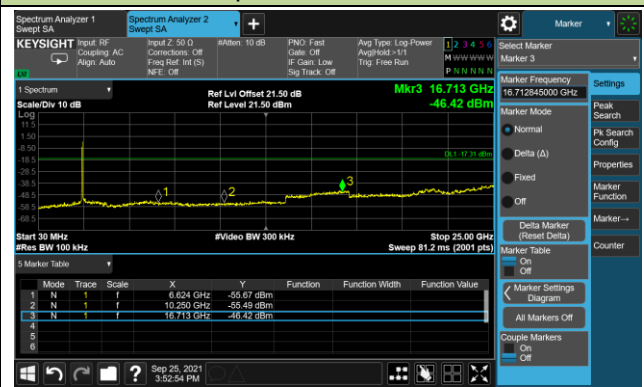 Spectrum Analyzer 1
Swept SA
Spectrum Analyzer 2
Swept SA
Marker
KEYSIGHT
Input: RF
Coupling: AC
Align: Auto
Input Z: 50 Ω
Corrections: Off
Freq Ref: Int (S)
NFE: Off
#Atten: 10 dB
PNO: Fast
Gate: Off
IF Gain: Low
Sig Track: Off
Avg Type: Log-Power
Avg|Hold:>1/1
Trig: Free Run
1 2 3 4 5 6
M W W W W W
P N N N N N
Select Marker
Marker 3
1 Spectrum
Scale/Div 10 dB
Log
Ref Lvl Offset 21.50 dB
Ref Level 21.50 dBm
Mkr3 16.713 GHz
-46.42 dBm
11.5
1.50
-8.50
-18.5
-28.5
-38.5
-48.5
-58.5
-68.5
DL1 -17.31 dBm
1
2
3
Start 30 MHz
#Res BW 100 kHz
#Video BW 300 kHz
Stop 25.00 GHz
Sweep 81.2 ms (2001 pts)
5 Marker Table
Mode Trace Scale X Y Function Function Width Function Value
1 N 1 f 6.624 GHz -55.67 dBm
2 N 1 f 10.250 GHz -55.49 dBm
3 N 1 f 16.713 GHz -46.42 dBm
4
5
6
Marker Frequency
16.712845000 GHz
Marker Mode
Normal
Delta (Δ)
Fixed
Off
Delta Marker
(Reset Delta)
Marker Table
On
Off
Marker Settings
Diagram
All Markers Off
Couple Markers
On
Off
Settings
Peak
Search
Pk Search
Config
Properties
Marker
Function
Marker→
Counter
Sep 25, 2021
3:52:54 PM